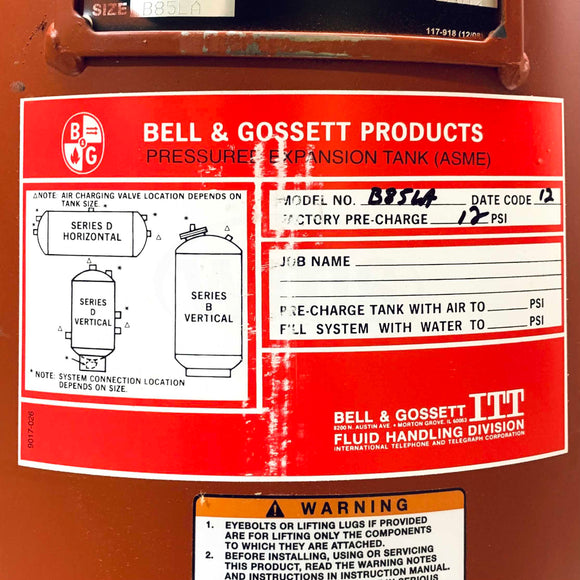 SIZE B85LA
117-918 (12/08)
B&G
BELL & GOSSETT PRODUCTS
PRESSURE EXPANSION TANK (ASME)
△NOTE: AIR CHARGING VALVE LOCATION DEPENDS ON
TANK SIZE.
SERIES D
HORIZONTAL
SERIES
D
VERTICAL
SERIES
B
VERTICAL
*NOTE: SYSTEM CONNECTION LOCATION
DEPENDS ON SIZE.
MODEL NO. B85LA DATE CODE 12
FACTORY PRE-CHARGE 12 PSI
JOB NAME
PRE-CHARGE TANK WITH AIR TO PSI
FILL SYSTEM WITH WATER TO PSI
9017-026
BELL & GOSSETT ITT
8200 N. AUSTIN AVE. • MORTON GROVE, IL 60053
FLUID HANDLING DIVISION
INTERNATIONAL TELEPHONE AND TELEGRAPH CORPORATION
WARNING
1. EYEBOLTS OR LIFTING LUGS IF PROVIDED
ARE FOR LIFTING ONLY THE COMPONENTS
TO WHICH THEY ARE ATTACHED.
2. BEFORE INSTALLING, USING OR SERVICING
THIS PRODUCT, READ THE WARNING NOTES
AND INSTRUCTIONS IN INSTRUCTION MANUAL.
SERIOUS